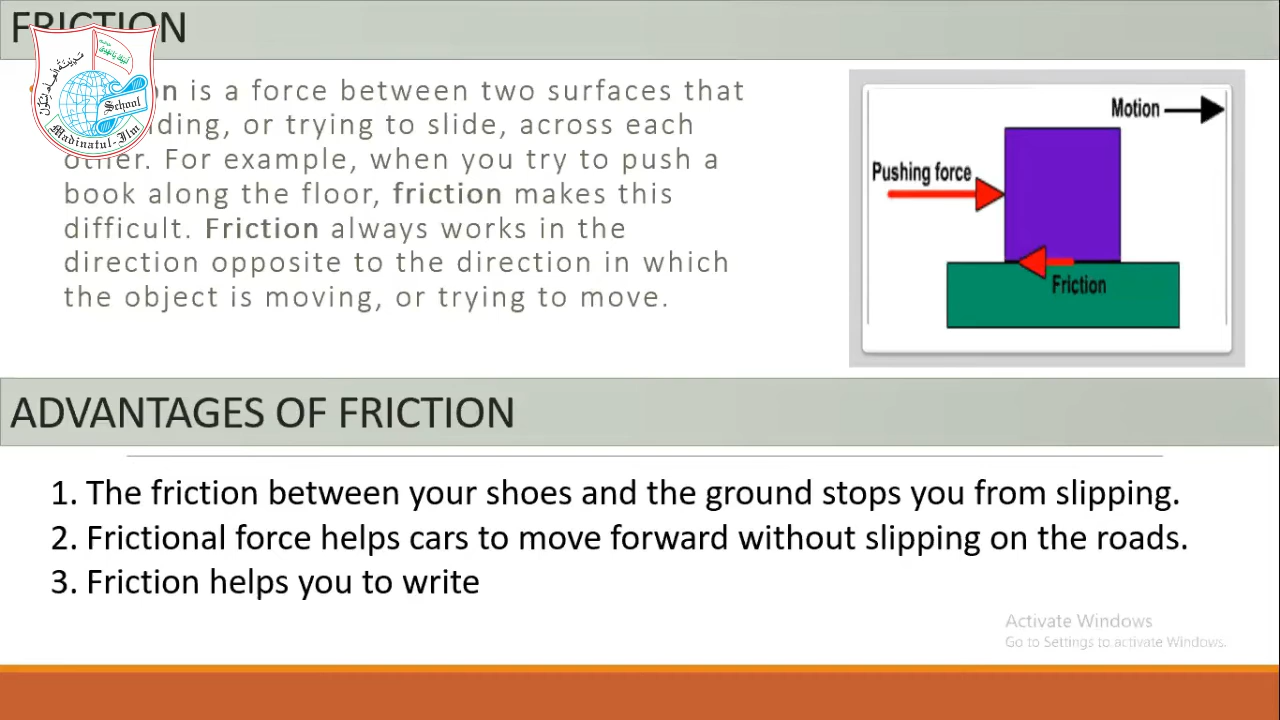 FRICTION
is a force between two surfaces that
ding, or trying to slide, across each
other. For example, when you try to push a
book along the floor, friction makes this
difficult. Friction always works in the
direction opposite to the direction in which
the object is moving, or trying to move.
Motion
Pushing force
Friction
School
Madinatul-Ilm
ADVANTAGES OF FRICTION
1. The friction between your shoes and the ground stops you from slipping.
2. Frictional force helps cars to move forward without slipping on the roads.
3. Friction helps you to write
Activate Windows
Go to Settings to activate Windows.